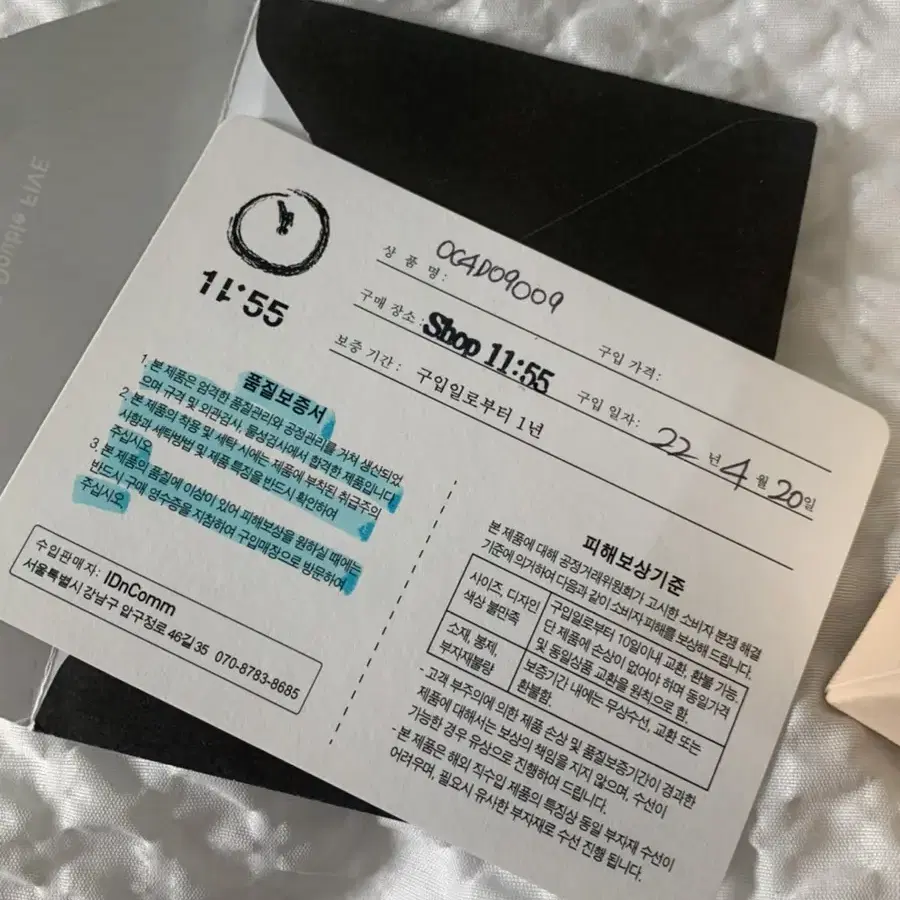 Double FIVE
11:55
상 품 명: OG4D09009
구입 가격:
구매 장소: Shop 11:55
구입 일자: 22년 4월 20일
보증 기간: 구입일로부터 1년
품질보증서
1. 본 제품은 엄격한 품질관리와 공정관리를 거쳐 생산되었
으며 규격 및 외관검사, 물성검사에서 합격한 제품입니다.
2. 본 제품의 착용 및 세탁 시에는 제품에 부착된 취급주의
사항과 세탁방법 및 제품 특징을 반드시 확인하여
주십시오
3. 본 제품의 품질에 이상이 있어 피해보상을 원하실 때에는
반드시 구매 영수증을 지참하여 구입매장으로 방문하여
주십시오
수입판매자: IDnComm
서울특별시 강남구 압구정로 46길 35 070-8783-8685
피해보상기준
본 제품에 대해 공정거래위원회가 고시한 소비자 분쟁 해결
기준에 의거하여 다음과 같이 소비자 피해를 보상해 드립니다.
사이즈, 디자인
색상 불만족
구입일로부터 10일이내 교환, 환불 가능.
단 제품에 손상이 없어야 하며 동일가격
및 동일상품 교환을 원칙으로 함.
소재, 봉제,
부자재불량
보증기간 내에는 무상수선, 교환 또는
환불함.
- 고객 부주의에 의한 제품 손상 및 품질보증기간이 경과한
제품에 대해서는 보상의 책임을 지지 않으며, 수선이
가능한 경우 유상으로 진행하여 드립니다.
- 본 제품은 해외 직수입 제품의 특징상 동일 부자재 수선이
어려우며, 필요시 유사한 부자재로 수선 진행 됩니다.